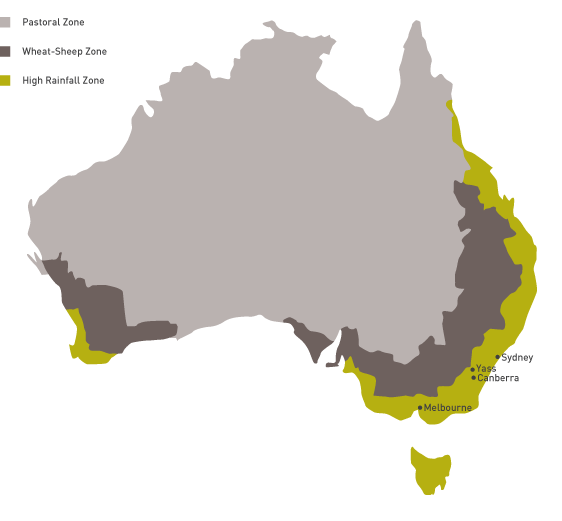 Pastoral Zone
Wheat-Sheep Zone
High Rainfall Zone
Sydney
Yass
Canberra
Melbourne